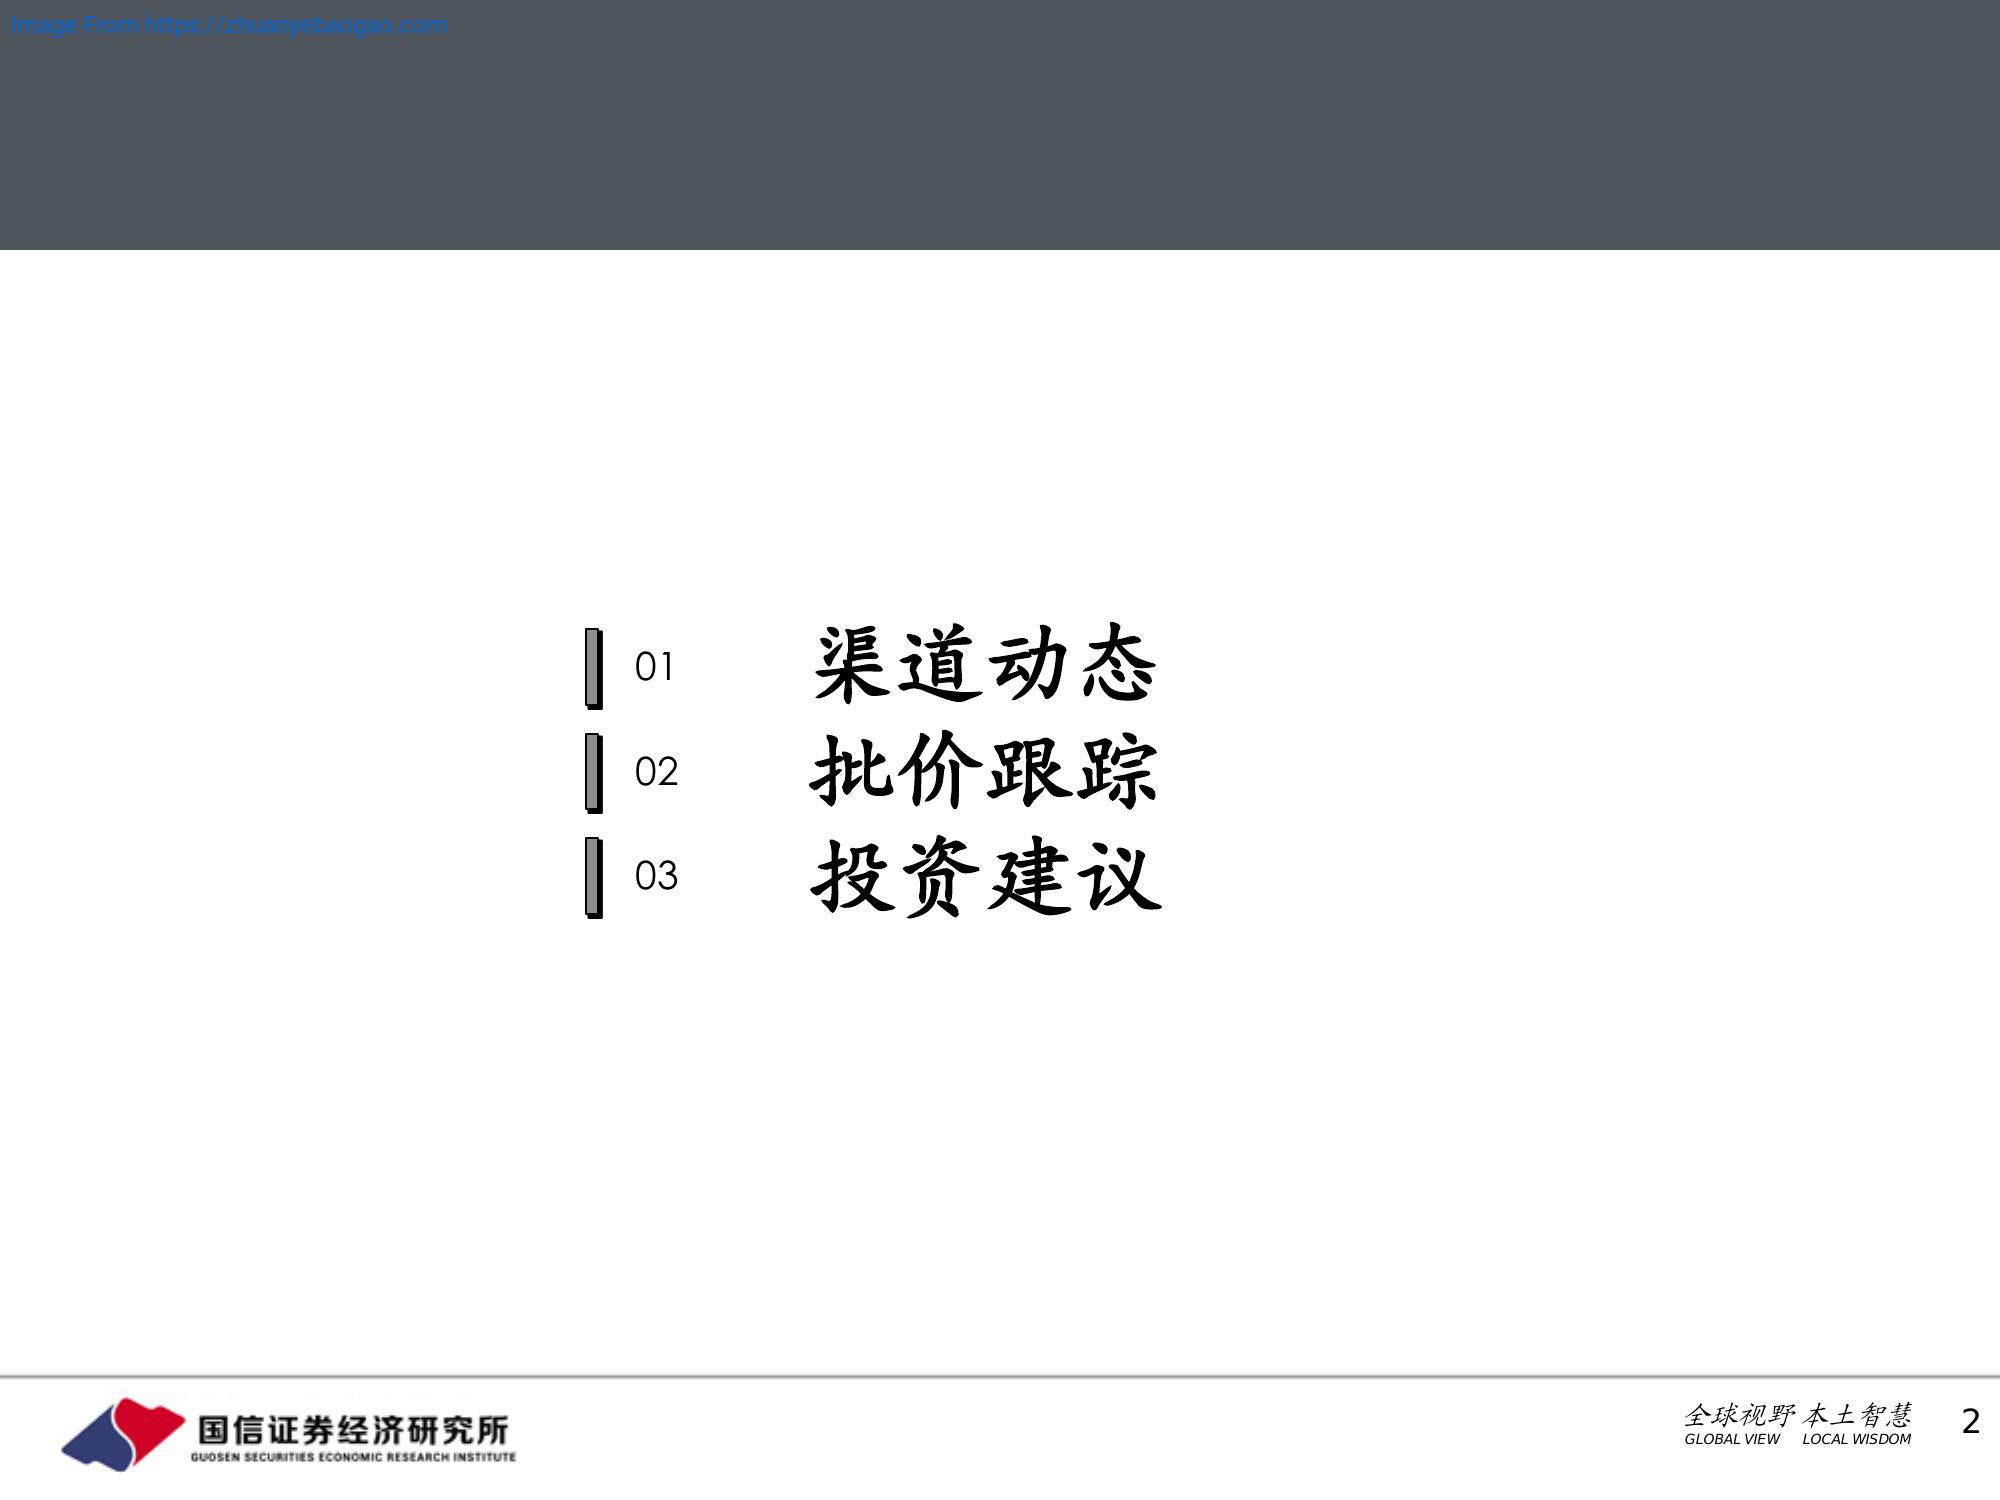 Image From https://zhuanyebaogao.com
01 渠道动态
02 批价跟踪
03 投资建议
国信证券经济研究所
GUOSEN SECURITIES ECONOMIC RESEARCH INSTITUTE
全球视野 本土智慧
GLOBAL VIEW LOCAL WISDOM
2